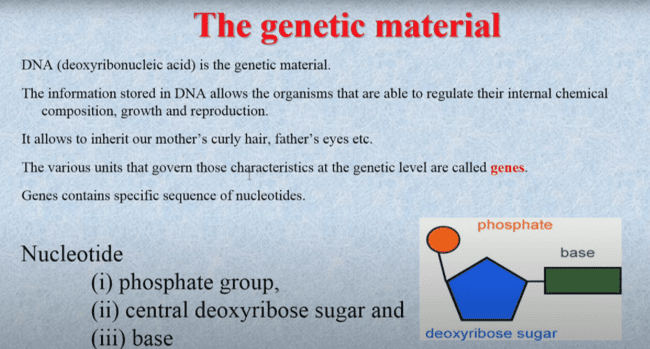 The genetic material
DNA (deoxyribonucleic acid) is the genetic material.
The information stored in DNA allows the organisms that are able to regulate their internal chemical
composition, growth and reproduction.
It allows to inherit our mother's curly hair, father's eyes etc.
The various units that govern those characteristics at the genetic level are called genes.
Genes contains specific sequence of nucleotides.
Nucleotide
(i) phosphate group,
(ii) central deoxyribose sugar and
(iii) base
phosphate
base
deoxyribose sugar